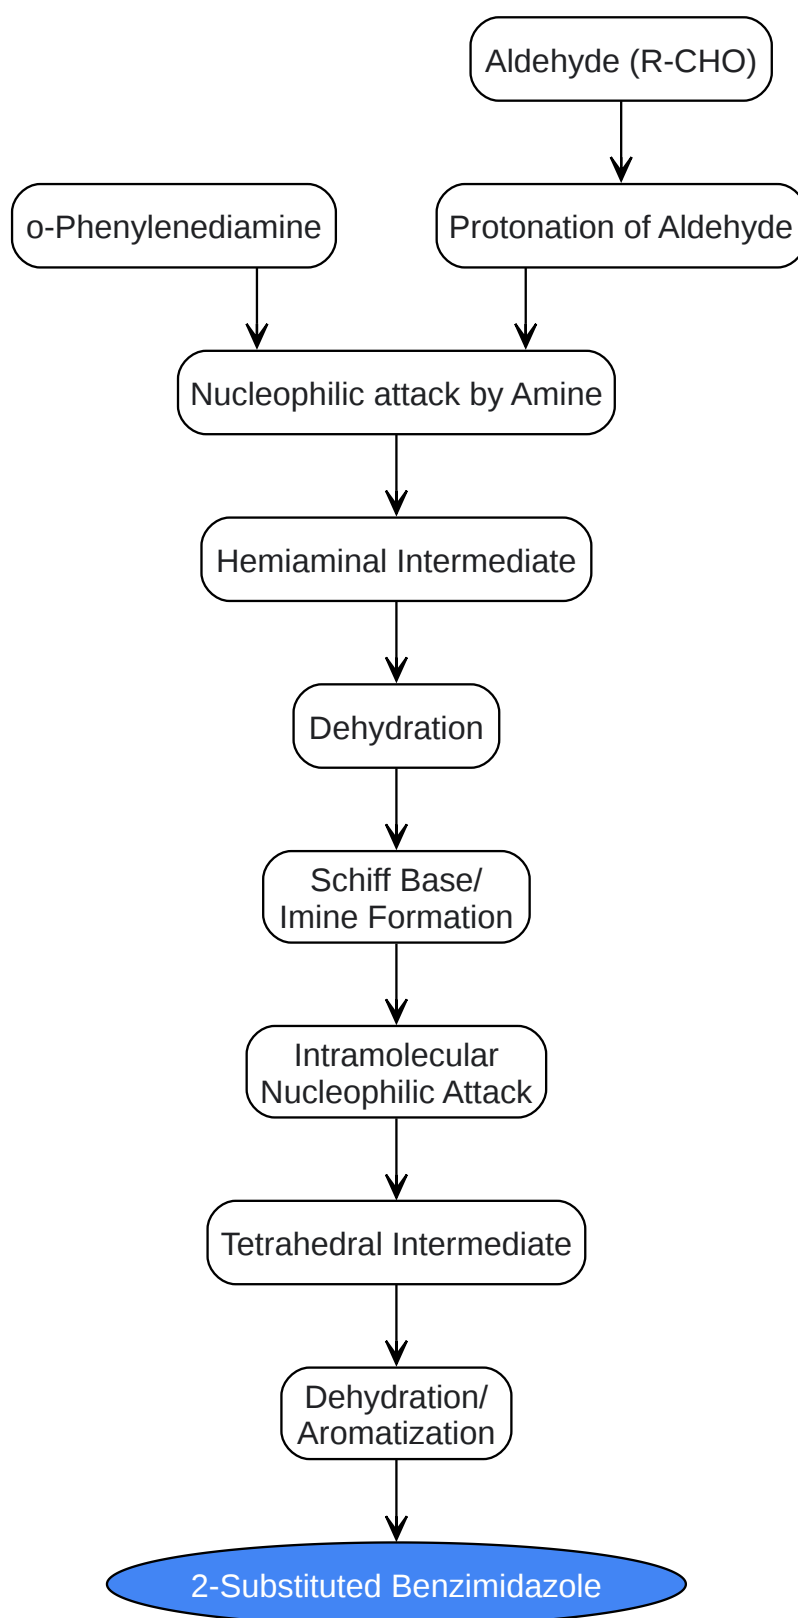 Aldehyde (R-CHO)
o-Phenylenediamine
Protonation of Aldehyde
Nucleophilic attack by Amine
Hemiaminal Intermediate
Dehydration
Schiff Base/
Imine Formation
Intramolecular
Nucleophilic Attack
Tetrahedral Intermediate
Dehydration/
Aromatization
2-Substituted Benzimidazole